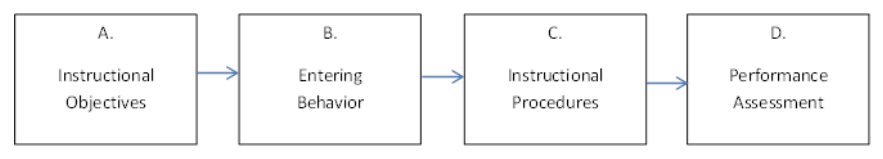 A.
Instructional
Objectives
B.
Entering
Behavior
C.
Instructional
Procedures
D.
Performance
Assessment